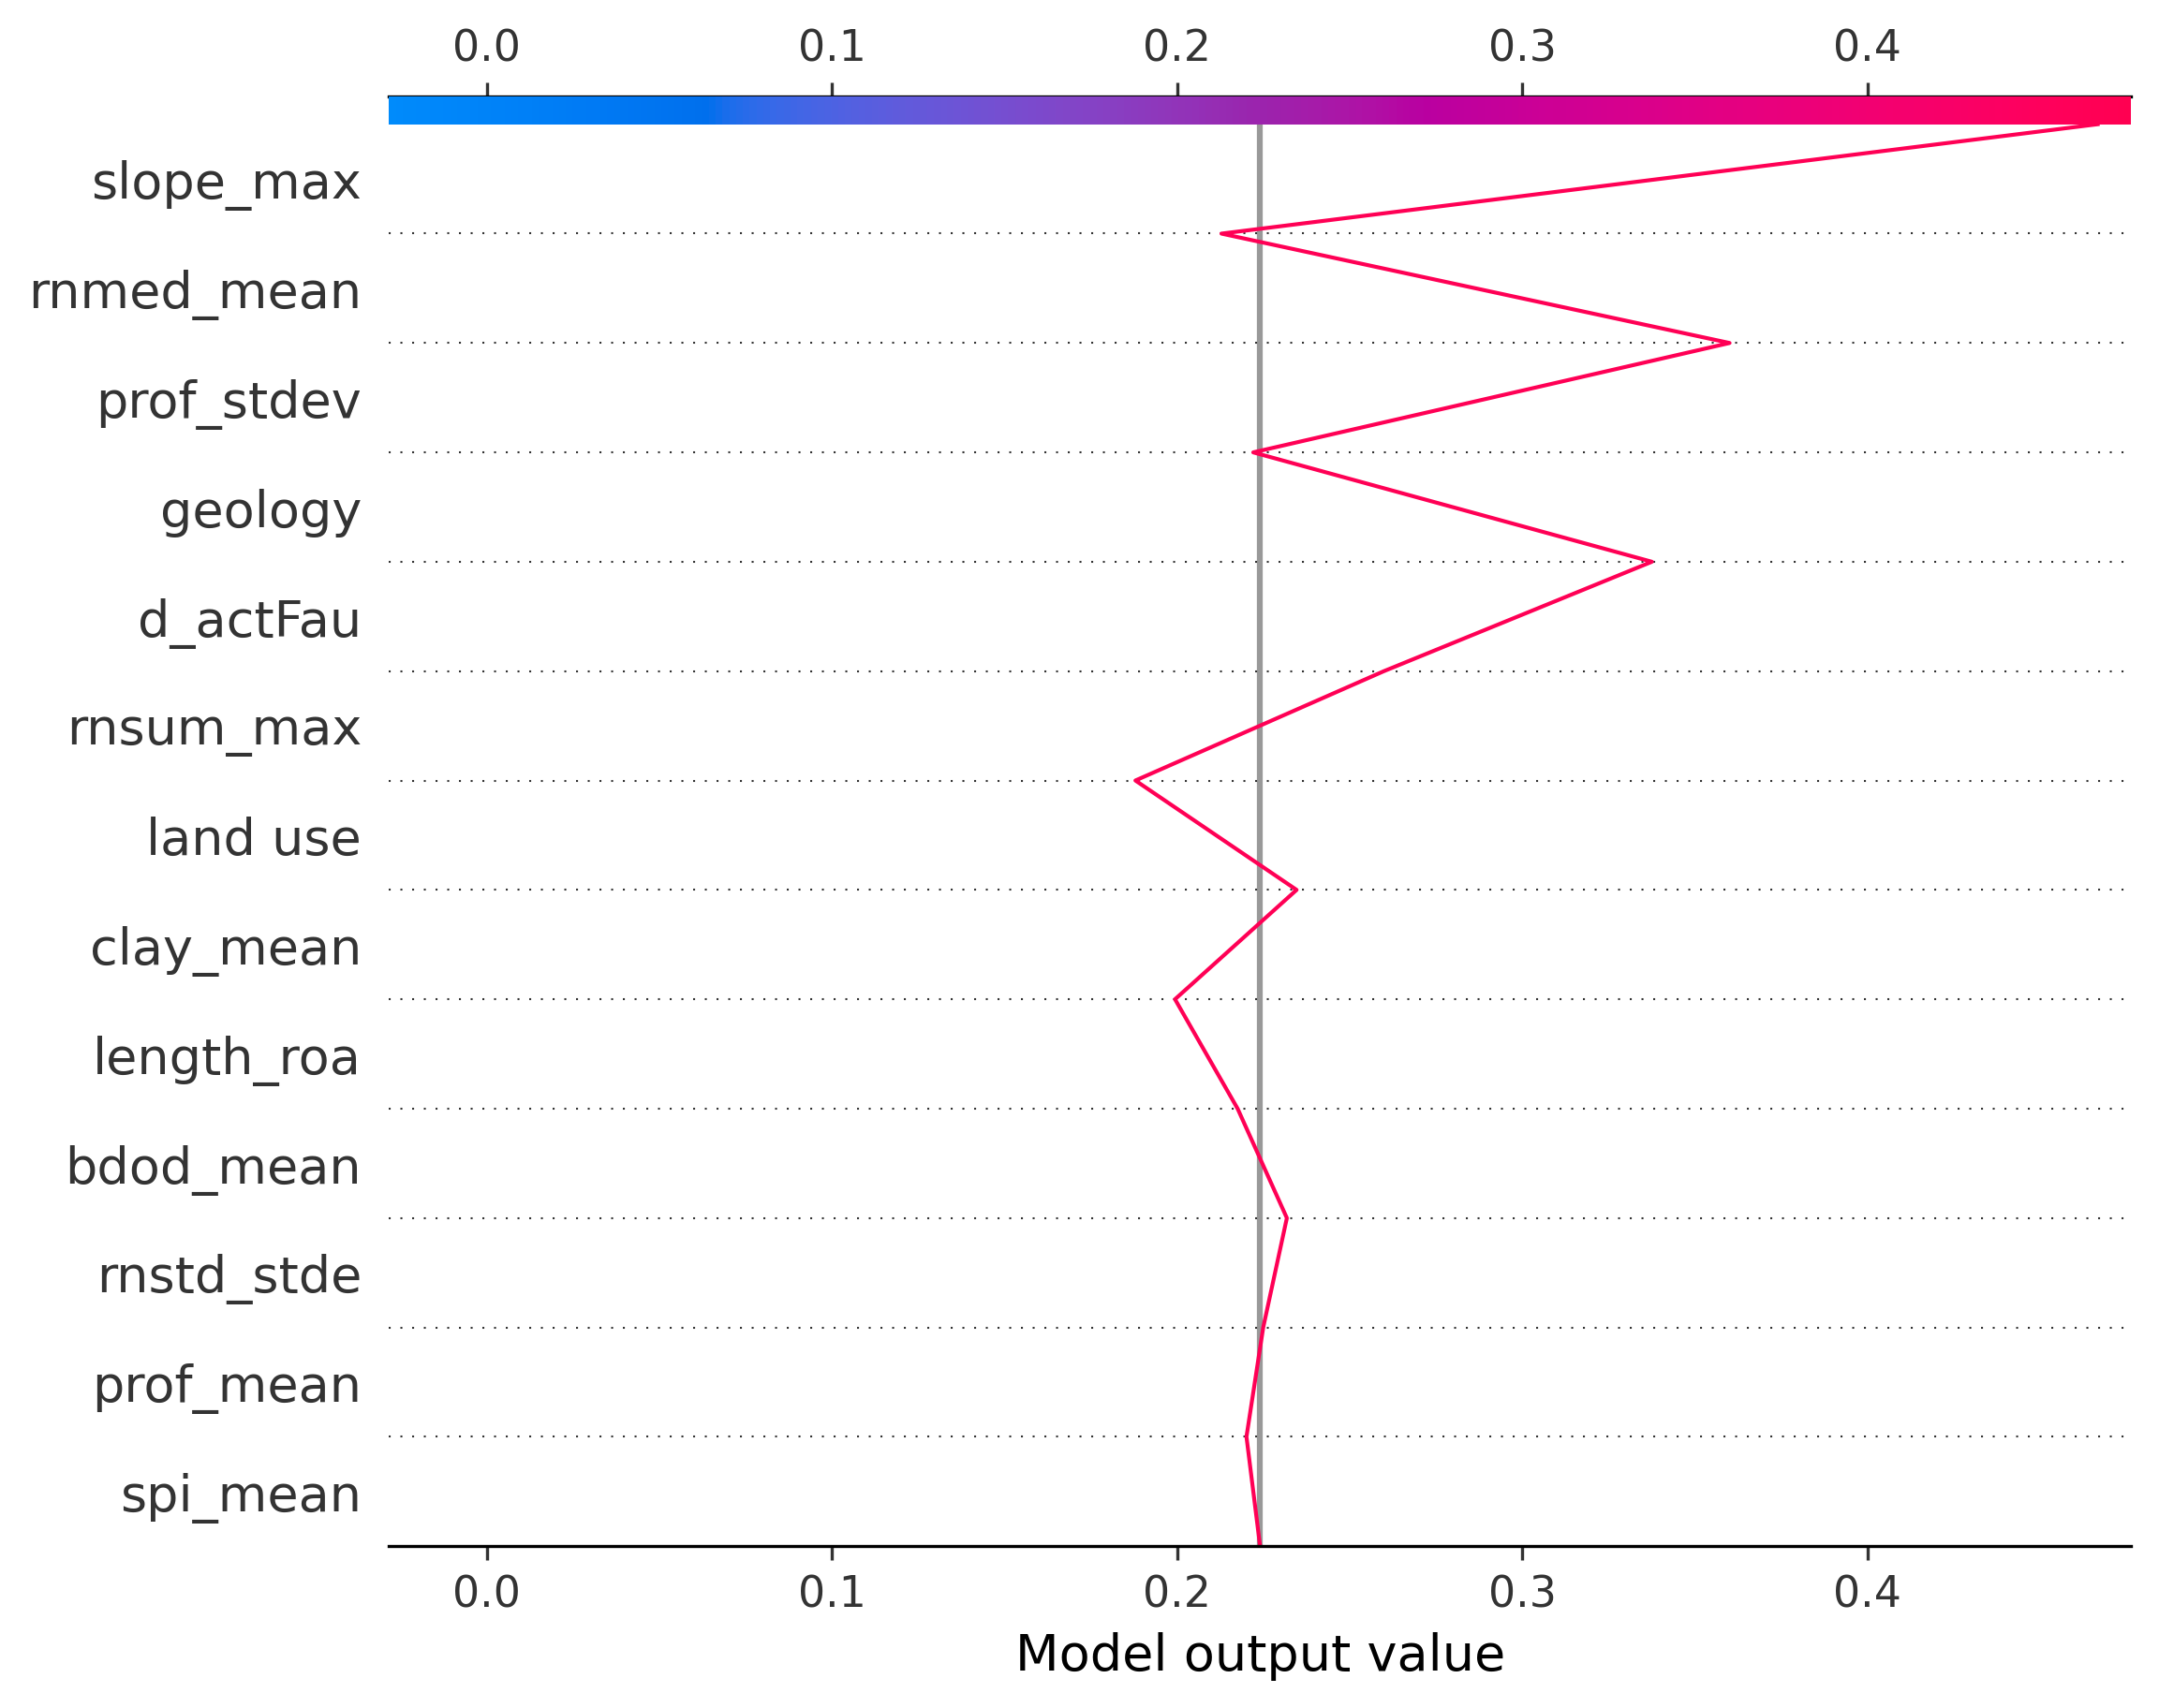 0.0 0.1 0.2 0.3 0.4
slope_max
rnmed_mean
prof_stdev
geology
d_actFau
rnsum_max
land use
clay_mean
length_roa
bdod_mean
rnstd_stde
prof_mean
spi_mean
0.0 0.1 0.2 0.3 0.4
Model output value